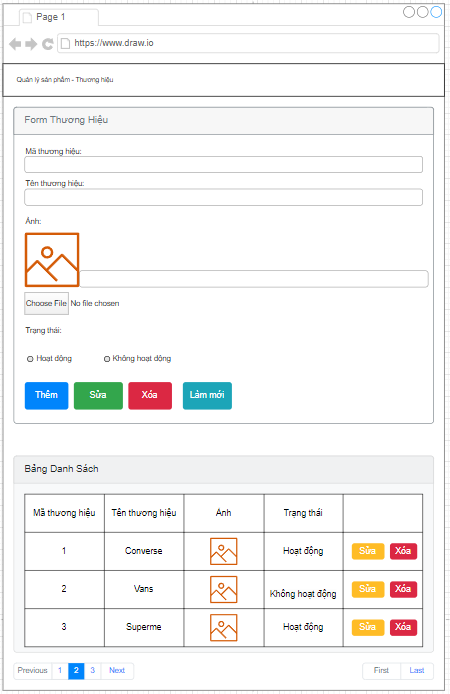 Page 1
https://www.draw.io
Quản lý sản phẩm - Thương hiệu
Form Thương Hiệu
Mã thương hiệu:
Tên thương hiệu:
Ảnh:
Choose File No file chosen
Trạng thái:
Hoạt động Không hoạt động
Thêm Sửa Xóa Làm mới
Bảng Danh Sách
Mã thương hiệu Tên thương hiệu Ảnh Trạng thái
1 Converse Hoạt động Sửa Xóa
2 Vans Không hoạt động Sửa Xóa
3 Superme Hoạt động Sửa Xóa
Previous 1 2 3 Next First Last